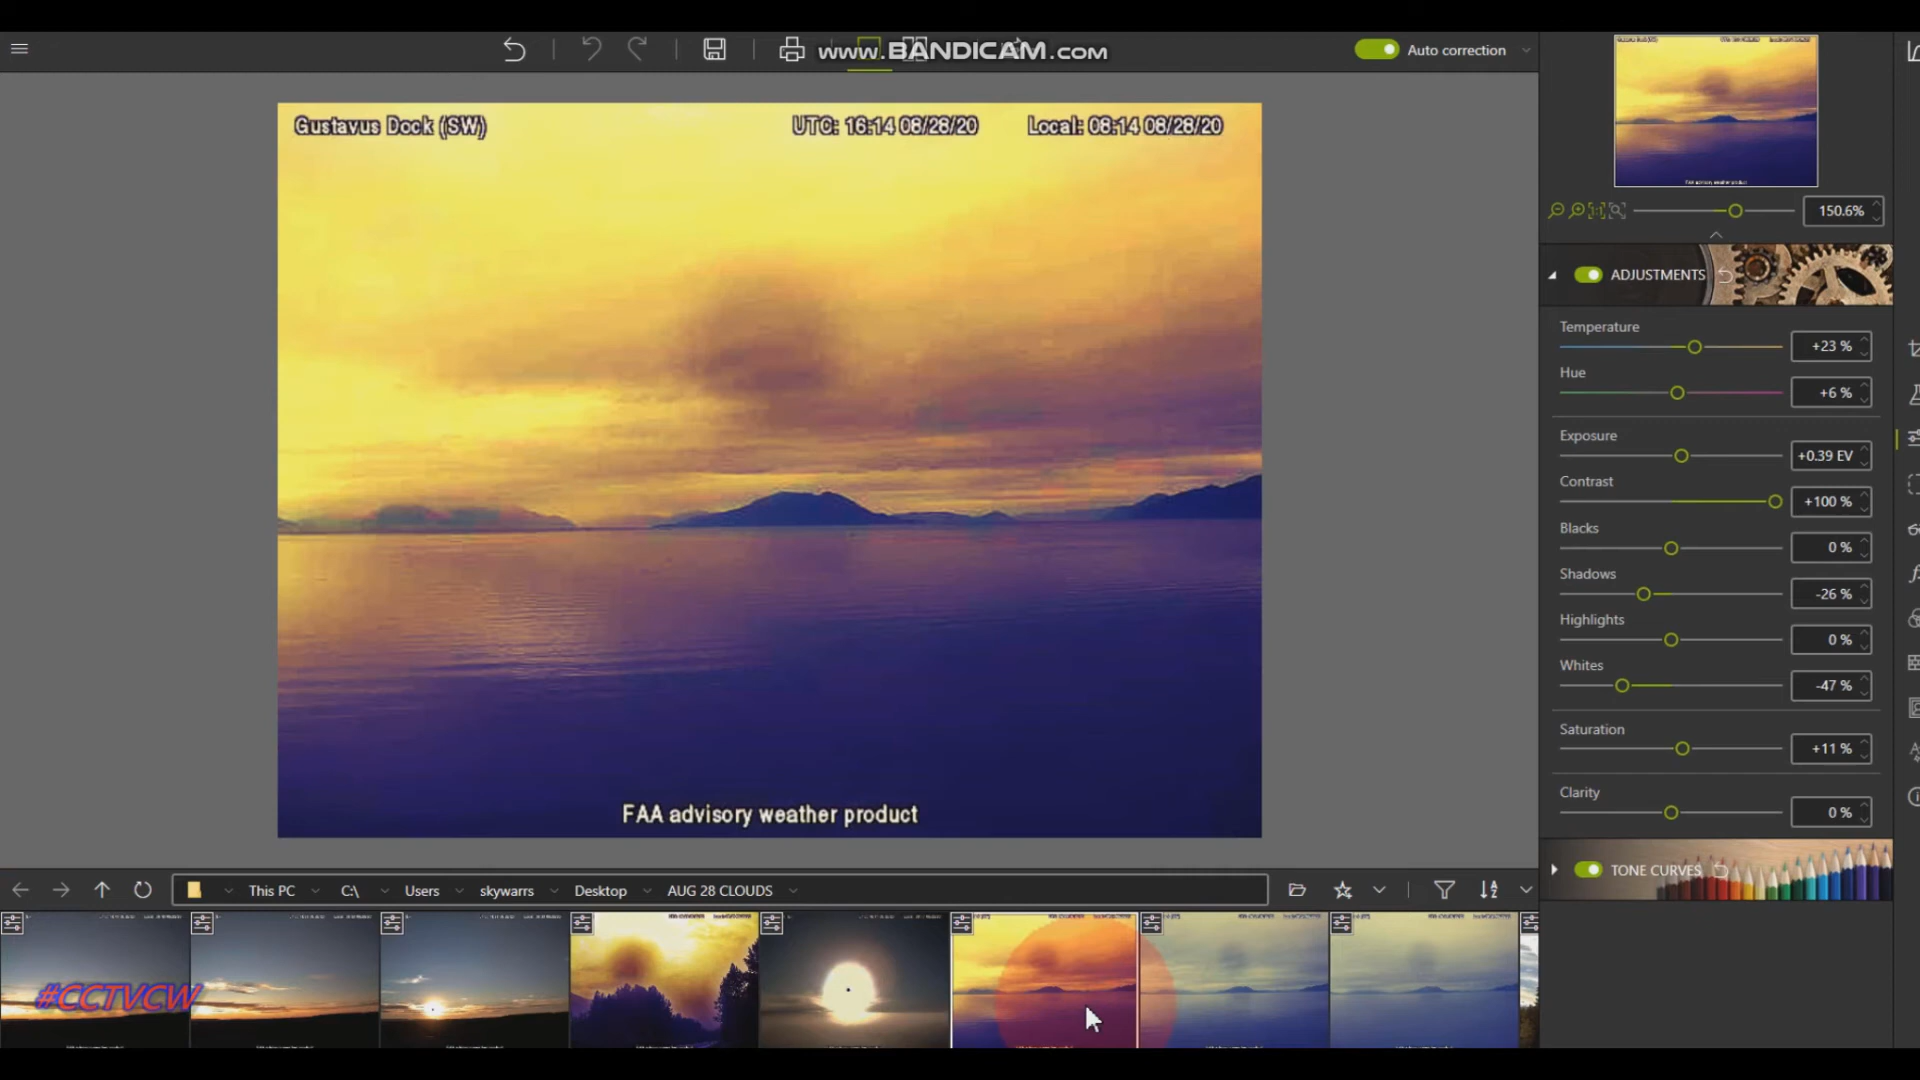 www.BANDICAM.com
Auto correction
Gustavus Dock (SW)
UTC: 16:14 08/28/20
Local: 08:14 08/28/20
FAA advisory weather product
150.6%
ADJUSTMENTS
Temperature
+23 %
Hue
+6 %
Exposure
+0.39 EV
Contrast
+100 %
Blacks
0 %
Shadows
-26 %
Highlights
0 %
Whites
-47 %
Saturation
+11 %
Clarity
0 %
TONE CURVES
This PC
C:\
Users
skywarrs
Desktop
AUG 28 CLOUDS
#CCTVCW